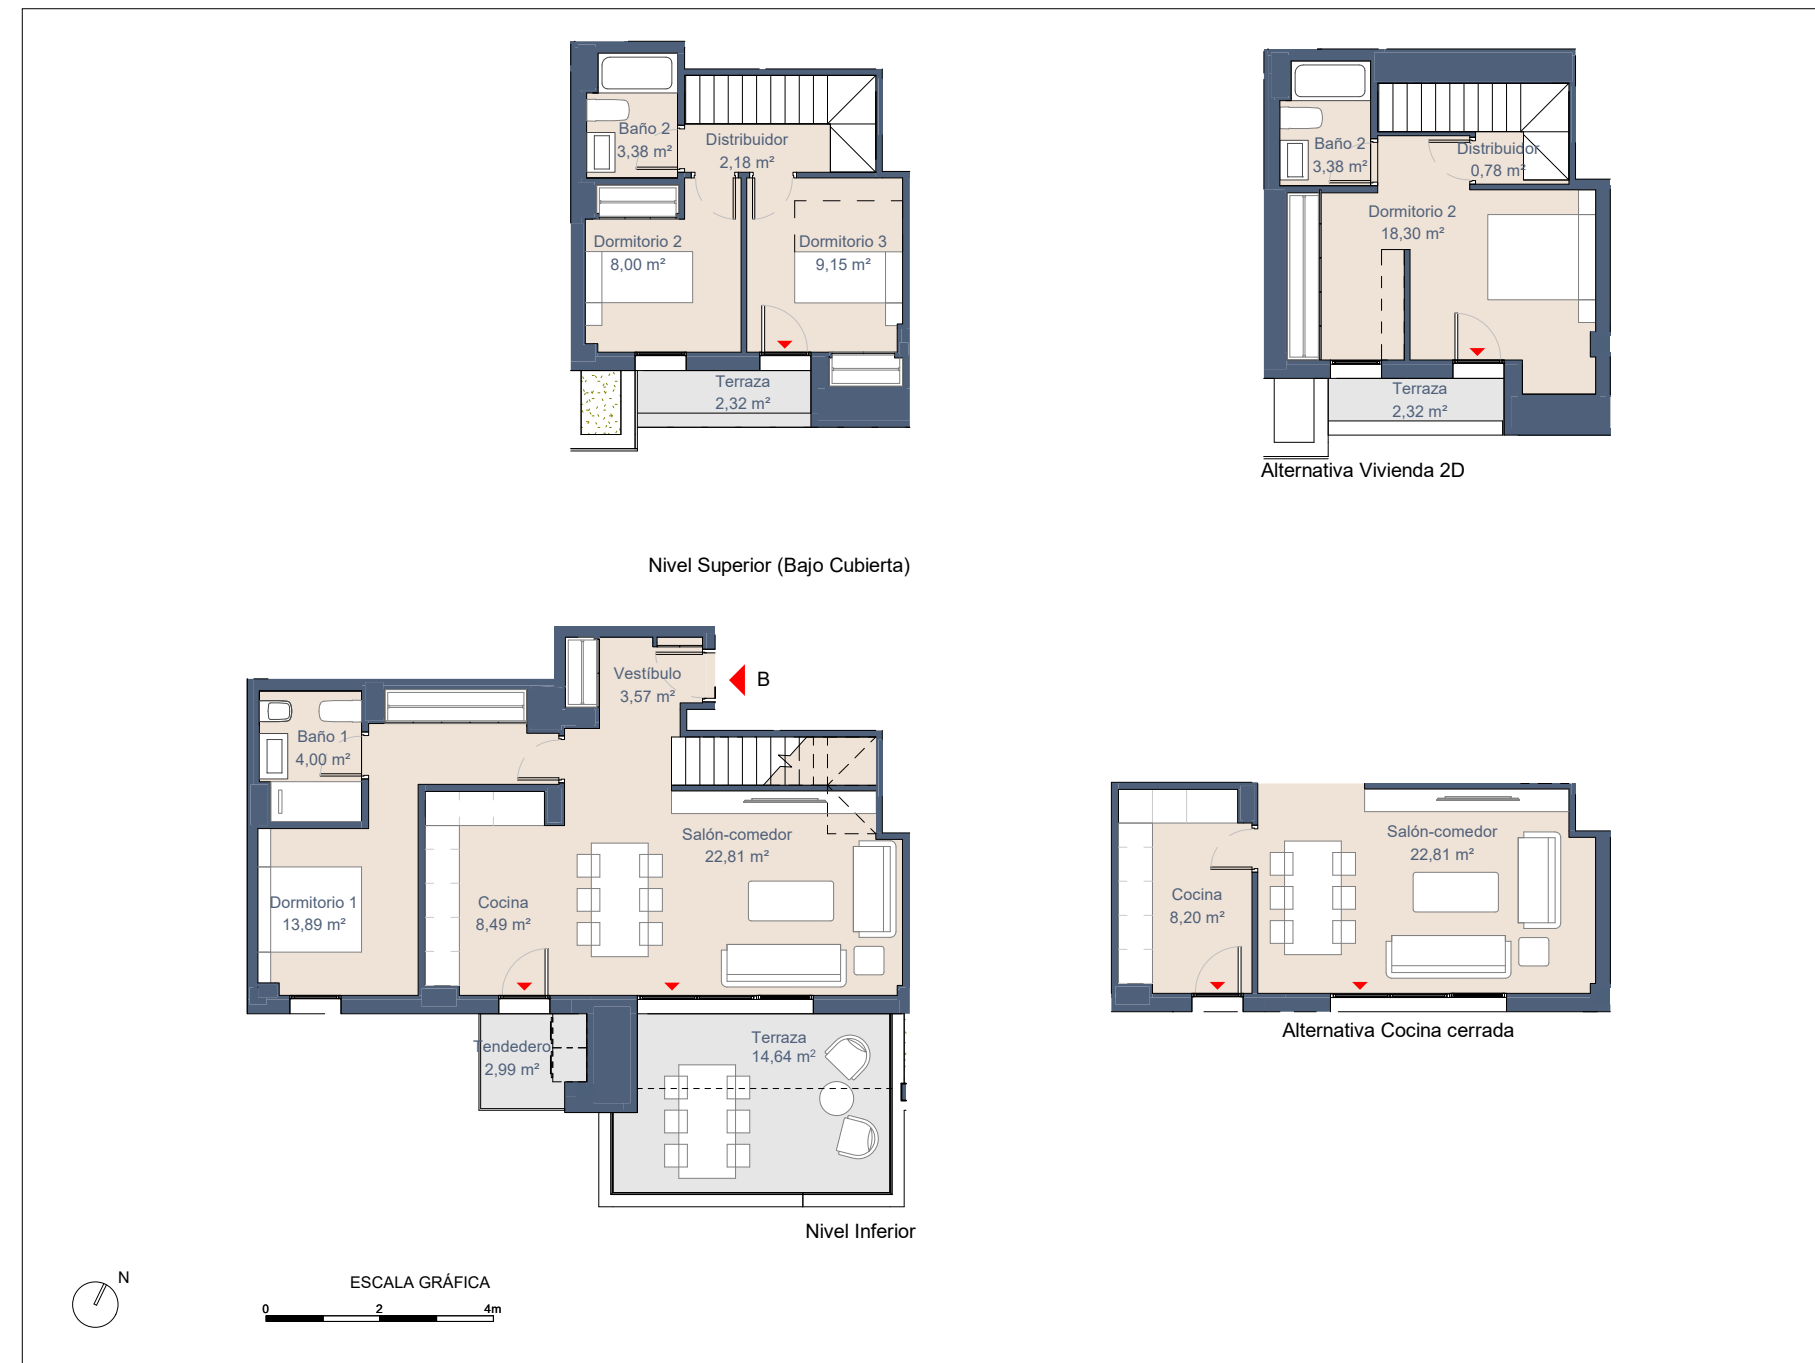 Baño 2
3,38 m²
Distribuidor
2,18 m²
Dormitorio 2
8,00 m²
Dormitorio 3
9,15 m²
Terraza
2,32 m²
Nivel Superior (Bajo Cubierta)
Baño 2
3,38 m²
Distribuidor
0,78 m²
Dormitorio 2
18,30 m²
Terraza
2,32 m²
Alternativa Vivienda 2D
Vestíbulo
3,57 m²
B
Baño 1
4,00 m²
Salón-comedor
22,81 m²
Dormitorio 1
13,89 m²
Cocina
8,49 m²
Tendedero
2,99 m²
Terraza
14,64 m²
Nivel Inferior
Salón-comedor
22,81 m²
Cocina
8,20 m²
Alternativa Cocina cerrada
N
ESCALA GRÁFICA
0 2 4m